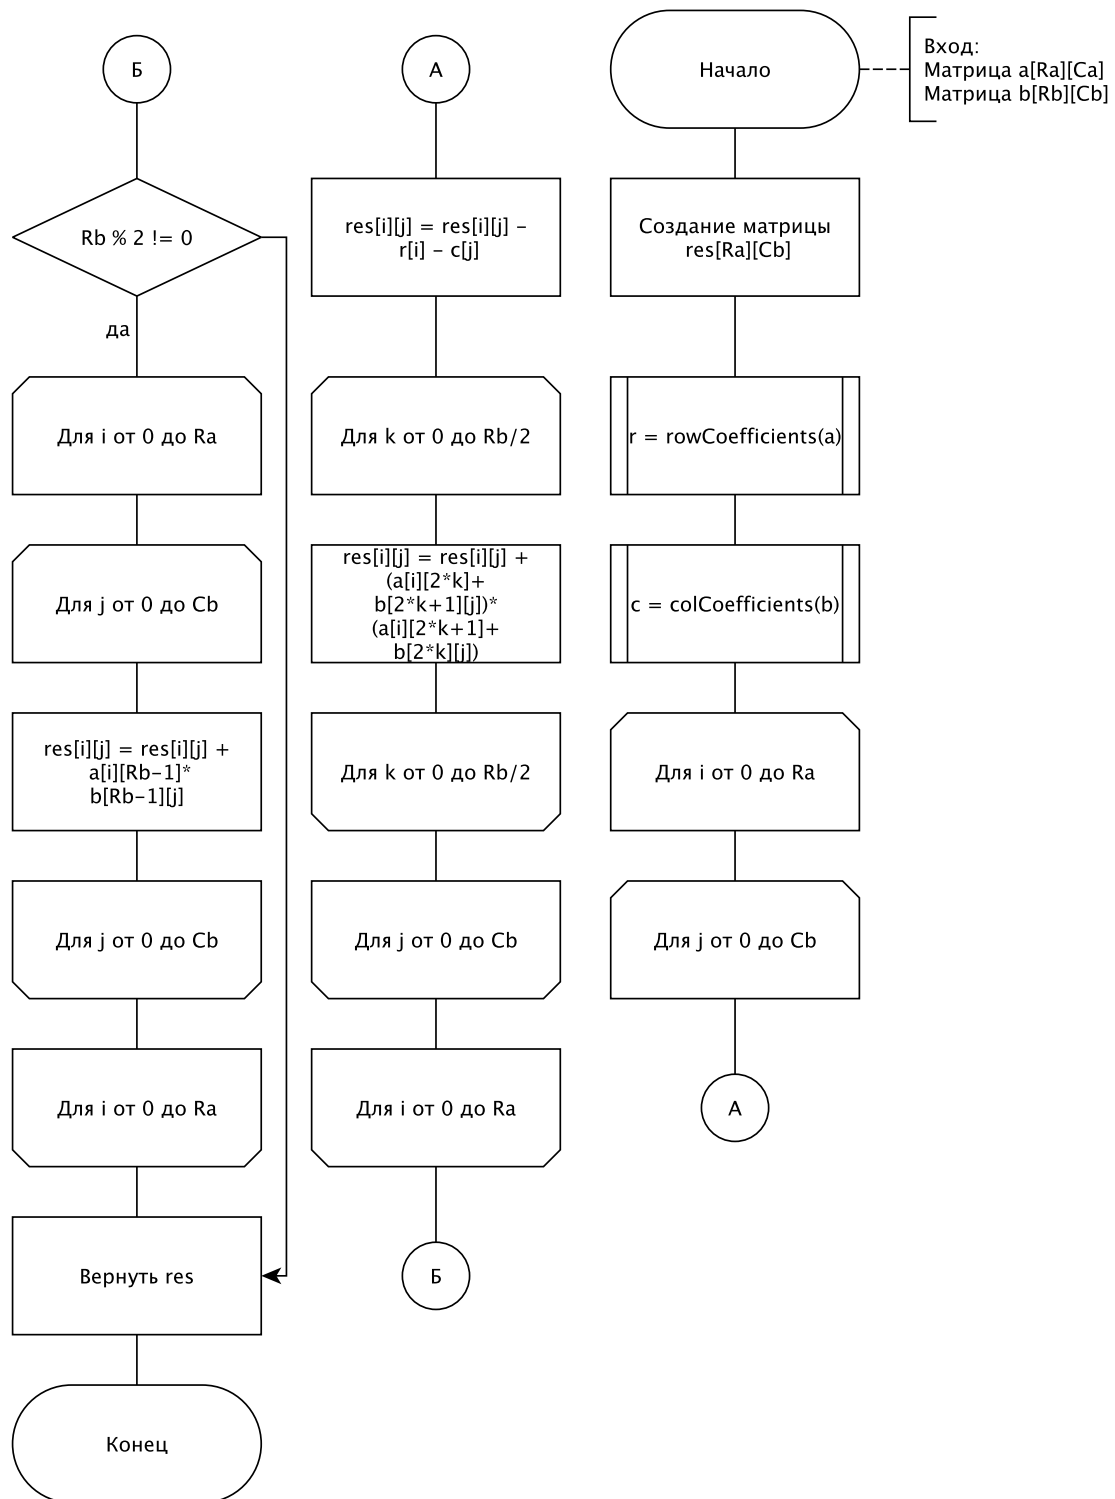 Б
Rb % 2 != 0
да
Для i от 0 до Ra
Для j от 0 до Cb
res[i][j] = res[i][j] +
a[i][Rb-1]*
b[Rb-1][j]
Для j от 0 до Cb
Для i от 0 до Ra
Вернуть res
Конец
А
res[i][j] = res[i][j] -
r[i] - c[j]
Для k от 0 до Rb/2
res[i][j] = res[i][j] +
(a[i][2*k]+
b[2*k+1][j])*
(a[i][2*k+1]+
b[2*k][j])
Для k от 0 до Rb/2
Для j от 0 до Cb
Для i от 0 до Ra
Б
Начало
Вход:
Матрица a[Ra][Ca]
Матрица b[Rb][Cb]
Создание матрицы
res[Ra][Cb]
r = rowCoefficients(a)
c = colCoefficients(b)
Для i от 0 до Ra
Для j от 0 до Cb
А